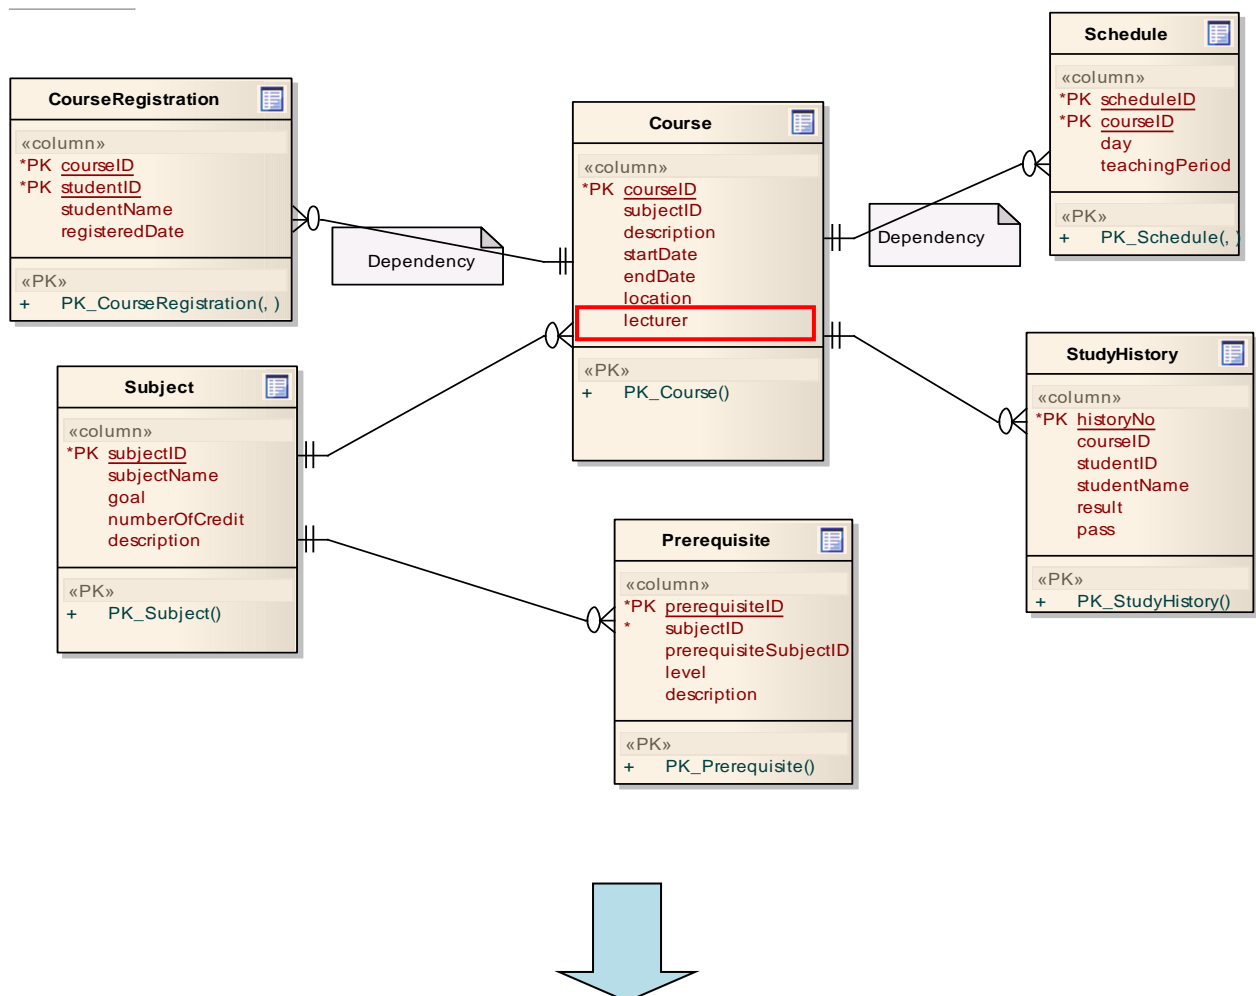 Schedule
«column»
*PK scheduleID
*PK courseID
day
teachingPeriod
«PK»
+ PK_Schedule(, )
CourseRegistration
«column»
*PK courseID
*PK studentID
studentName
registeredDate
«PK»
+ PK_CourseRegistration(, )
Course
«column»
*PK courseID
subjectID
description
startDate
endDate
location
lecturer
«PK»
+ PK_Course()
Dependency
Dependency
StudyHistory
«column»
*PK historyNo
courseID
studentID
studentName
result
pass
«PK»
+ PK_StudyHistory()
Subject
«column»
*PK subjectID
subjectName
goal
numberOfCredit
description
«PK»
+ PK_Subject()
Prerequisite
«column»
*PK prerequisiteID
* subjectID
prerequisiteSubjectID
level
description
«PK»
+ PK_Prerequisite()